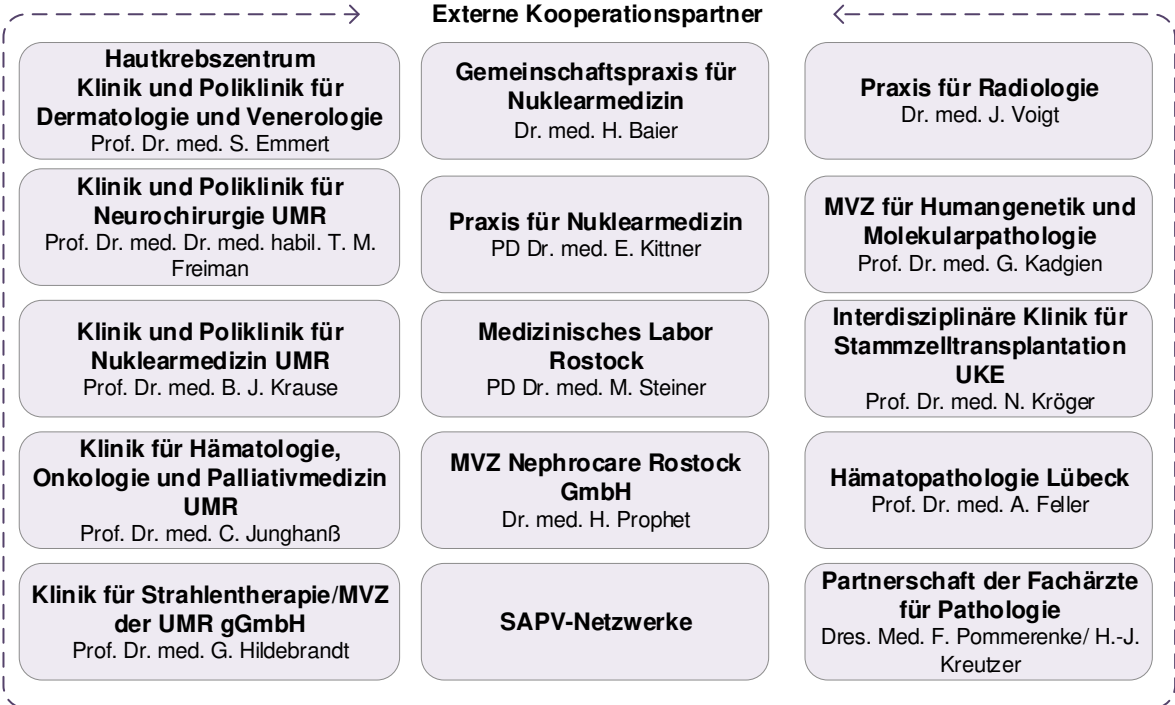 Externe Kooperationspartner
Hautkrebszentrum
Klinik und Poliklinik für
Dermatologie und Venerologie
Prof. Dr. med. S. Emmert
Klinik und Poliklinik für
Neurochirurgie UMR
Prof. Dr. med. Dr. med. habil. T. M.
Freiman
Klinik und Poliklinik für
Nuklearmedizin UMR
Prof. Dr. med. B. J. Krause
Klinik für Hämatologie,
Onkologie und Palliativmedizin
UMR
Prof. Dr. med. C. Junghanß
Klinik für Strahlentherapie/MVZ
der UMR gGmbH
Prof. Dr. med. G. Hildebrandt
Gemeinschaftspraxis für
Nuklearmedizin
Dr. med. H. Baier
Praxis für Nuklearmedizin
PD Dr. med. E. Kittner
Medizinisches Labor
Rostock
PD Dr. med. M. Steiner
MVZ Nephrocare Rostock
GmbH
Dr. med. H. Prophet
SAPV-Netzwerke
Praxis für Radiologie
Dr. med. J. Voigt
MVZ für Humangenetik und
Molekularpathologie
Prof. Dr. med. G. Kadgien
Interdisziplinäre Klinik für
Stammzelltransplantation
UKE
Prof. Dr. med. N. Kröger
Hämatopathologie Lübeck
Prof. Dr. med. A. Feller
Partnerschaft der Fachärzte
für Pathologie
Dres. Med. F. Pommerenke/ H.-J.
Kreutzer